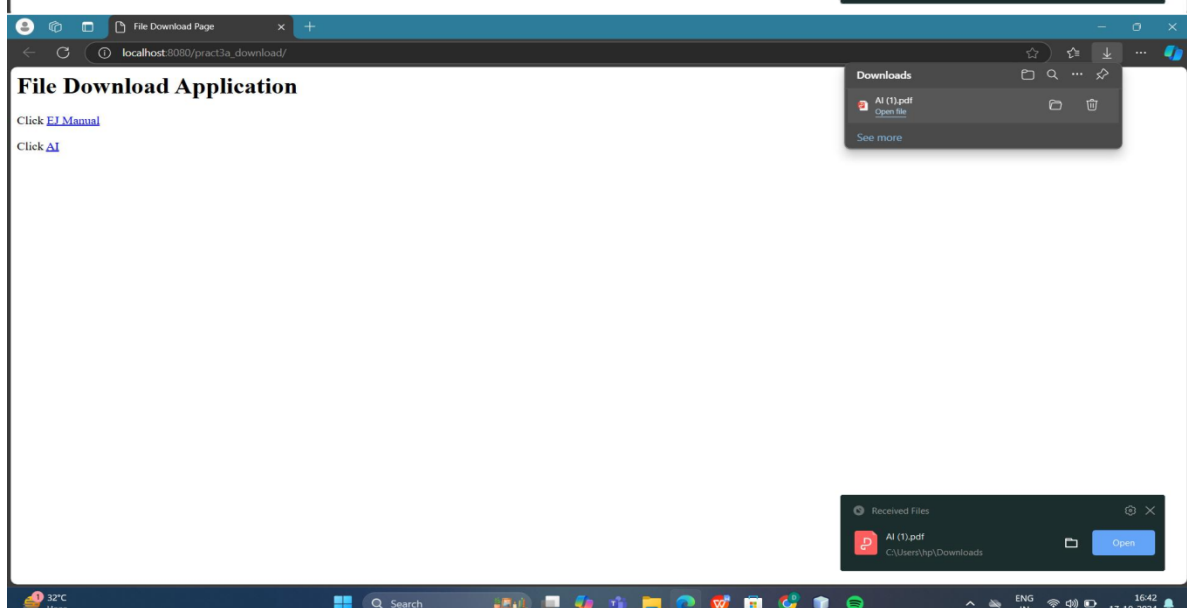 File Download Page
localhost:8080/pract3a_download/
File Download Application
Click EJ Manual
Click AI
Downloads
AI (1).pdf
Open file
See more
Received Files
AI (1).pdf
C:\Users\hp\Downloads
Open
1
32°C
Search
ENG
16:42